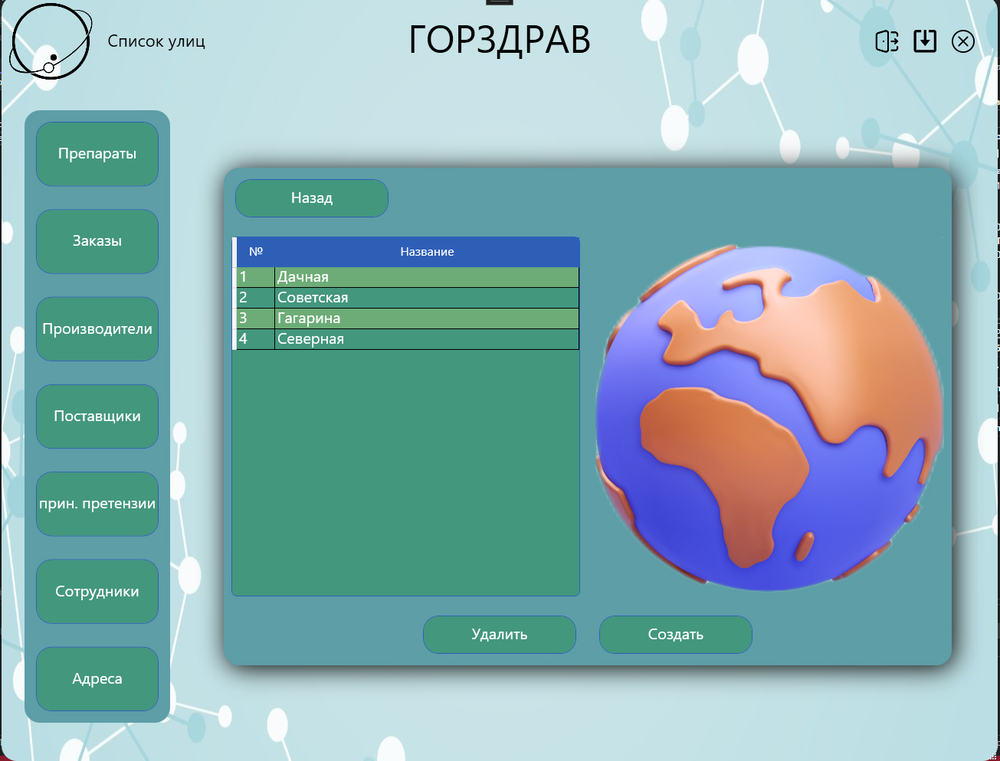 Список улиц
ГОРЗДРАВ
Препараты
Заказы
Производители
Поставщики
прин. претензии
Сотрудники
Адреса
Назад
№ Название
1 Дачная
2 Советская
3 Гагарина
4 Северная
Удалить
Создать